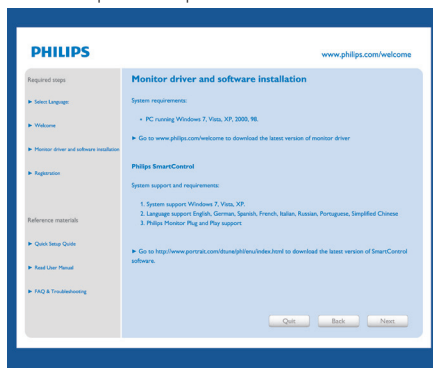 PHILIPS
www.philips.com/welcome
Required steps
Select Language
Welcome
Monitor driver and software installation
Registration
Reference materials
Quick Setup Guide
Read User Manual
FAQ & Troubleshooting
Monitor driver and software installation
System requirements:
• PC running Windows 7, Vista, XP, 2000, 98.
Go to www.philips.com/welcome to download the latest version of monitor driver
Philips SmartControl
System support and requirements:
1. System support Windows 7, Vista, XP.
2. Language support English, German, Spanish, French, Italian, Russian, Portuguese, Simplified Chinese
3. Philips Monitor Plug and Play support
Go to http://www.portrait.com/dtune/phl/enu/index.html to download the latest version of SmartControl
software.
Quit
Back
Next